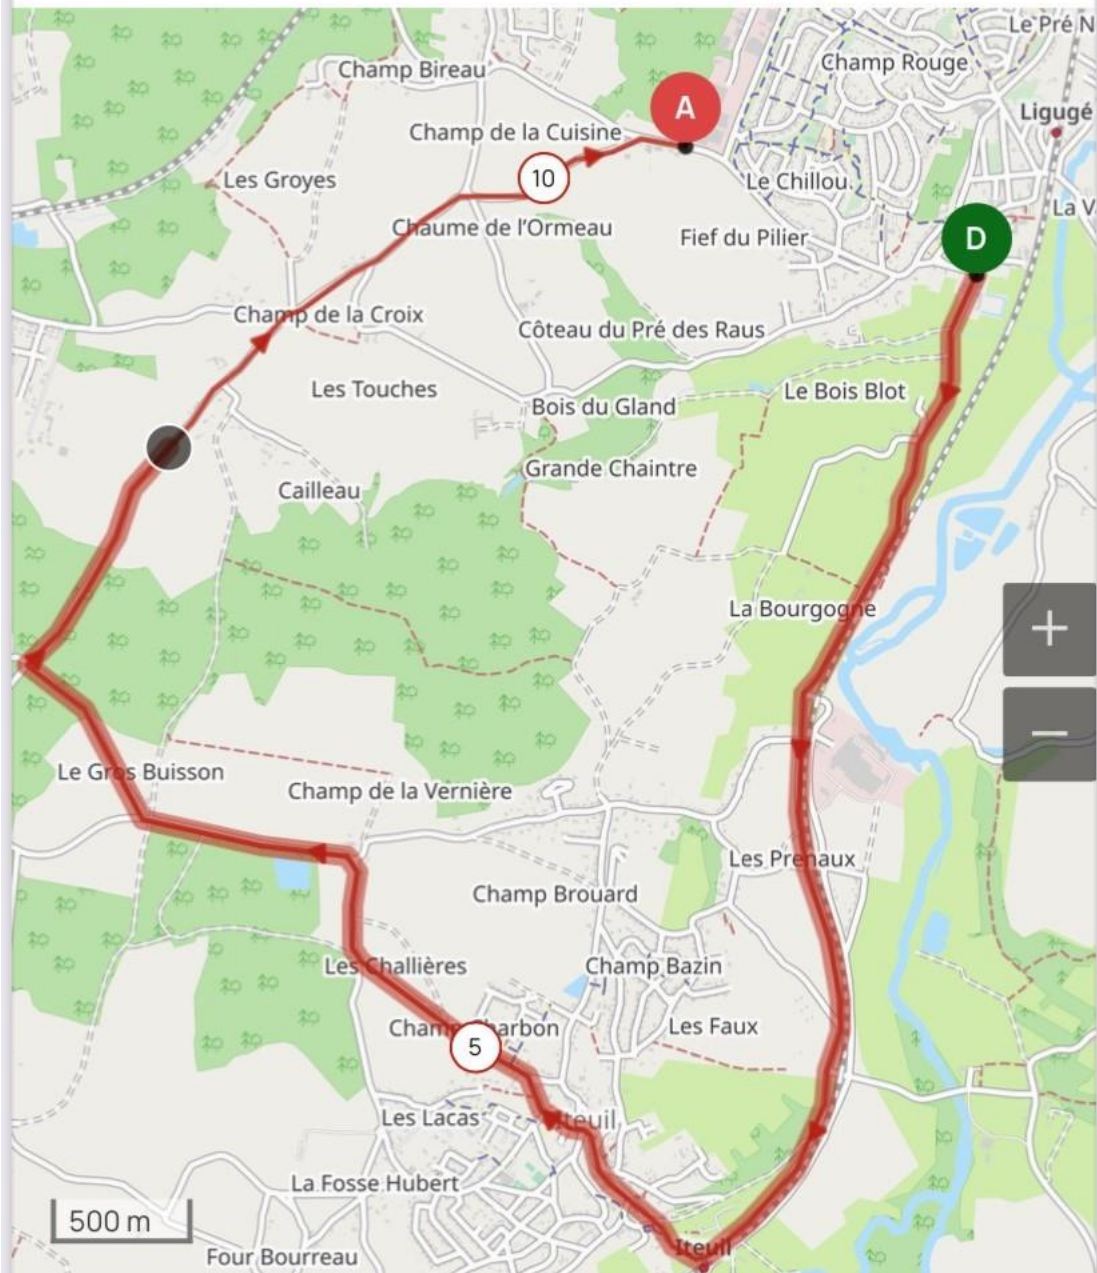 Le Pré N
Champ Rouge
Champ Bireau
A
Ligugé
Champ de la Cuisine
Les Groyes
10
Le Chillou
La V
Chaume de l'Ormeau
Fief du Pilier
D
Champ de la Croix
Côteau du Pré des Raus
Les Touches
Le Bois Blot
Bois du Gland
Grande Chaintre
Cailleau
La Bourgogne
+
−
Le Gros Buisson
Champ de la Vernière
Les Prenaux
Champ Brouard
Les Challières
Champ Bazin
Champ Charbon
Les Faux
5
Les Lacas
Iteuil
La Fosse Hubert
500 m
Iteuil
Four Bourreau